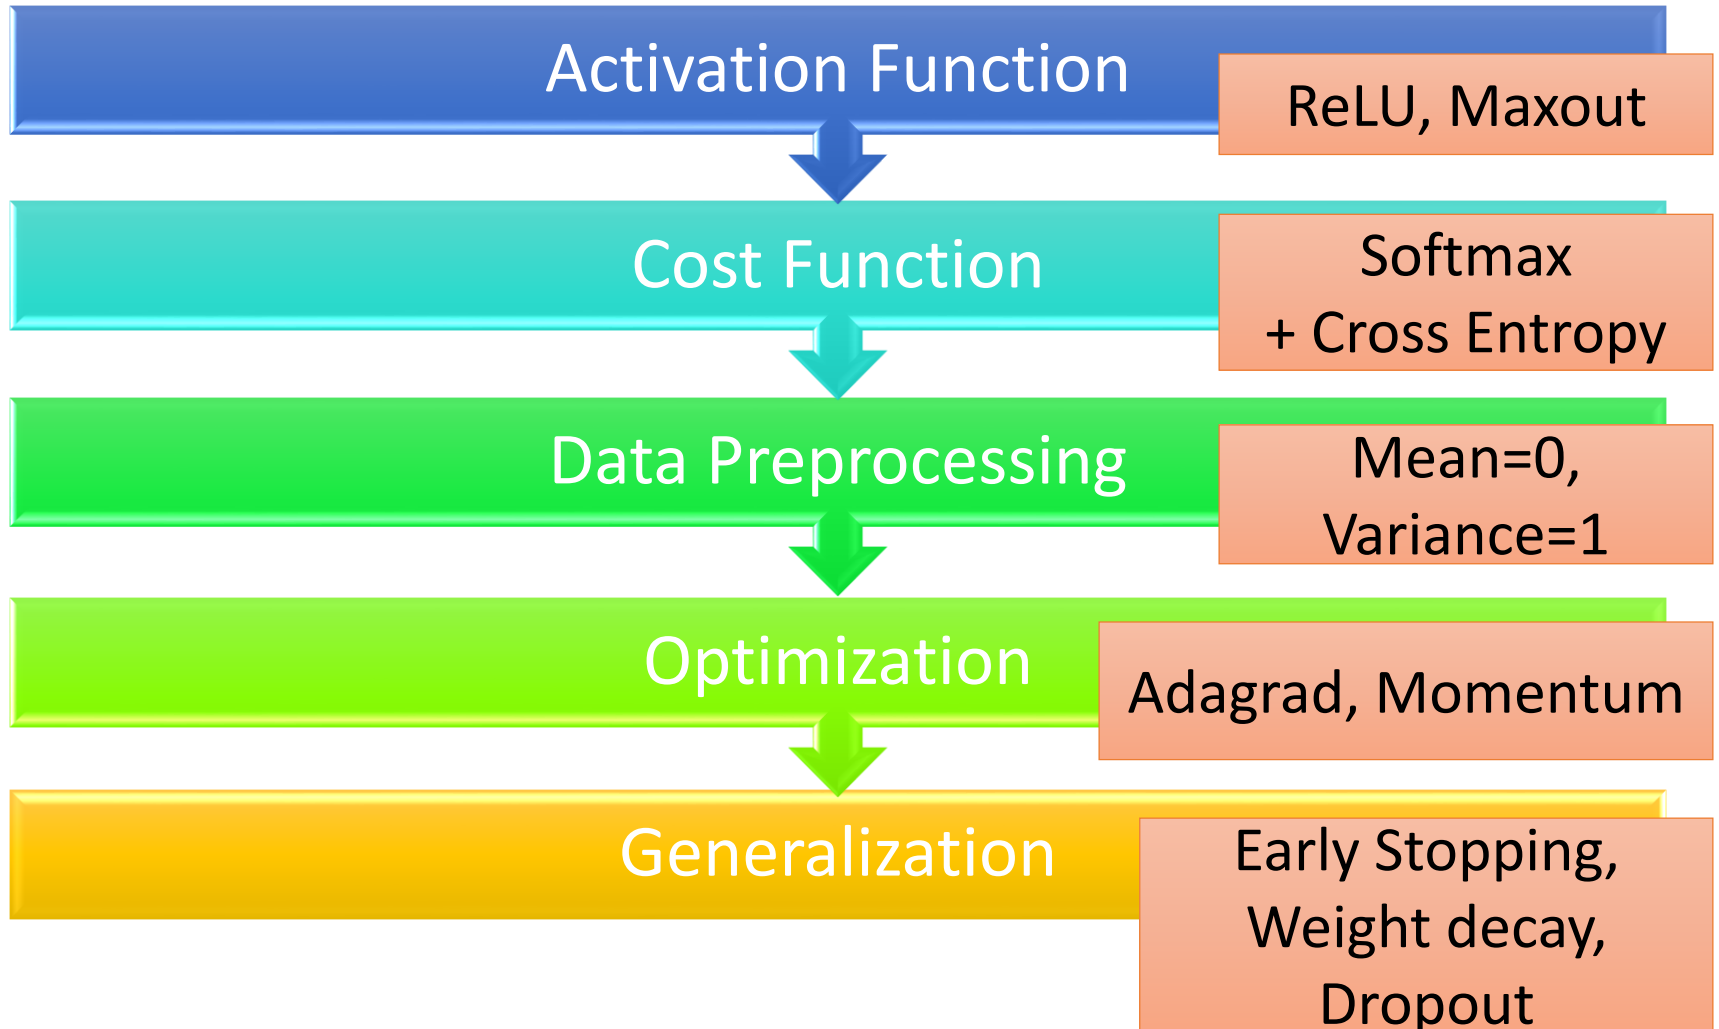 Activation Function
ReLU, Maxout
Cost Function
Softmax
+ Cross Entropy
Data Preprocessing
Mean=0,
Variance=1
Optimization
Adagrad, Momentum
Generalization
Early Stopping,
Weight decay,
Dropout